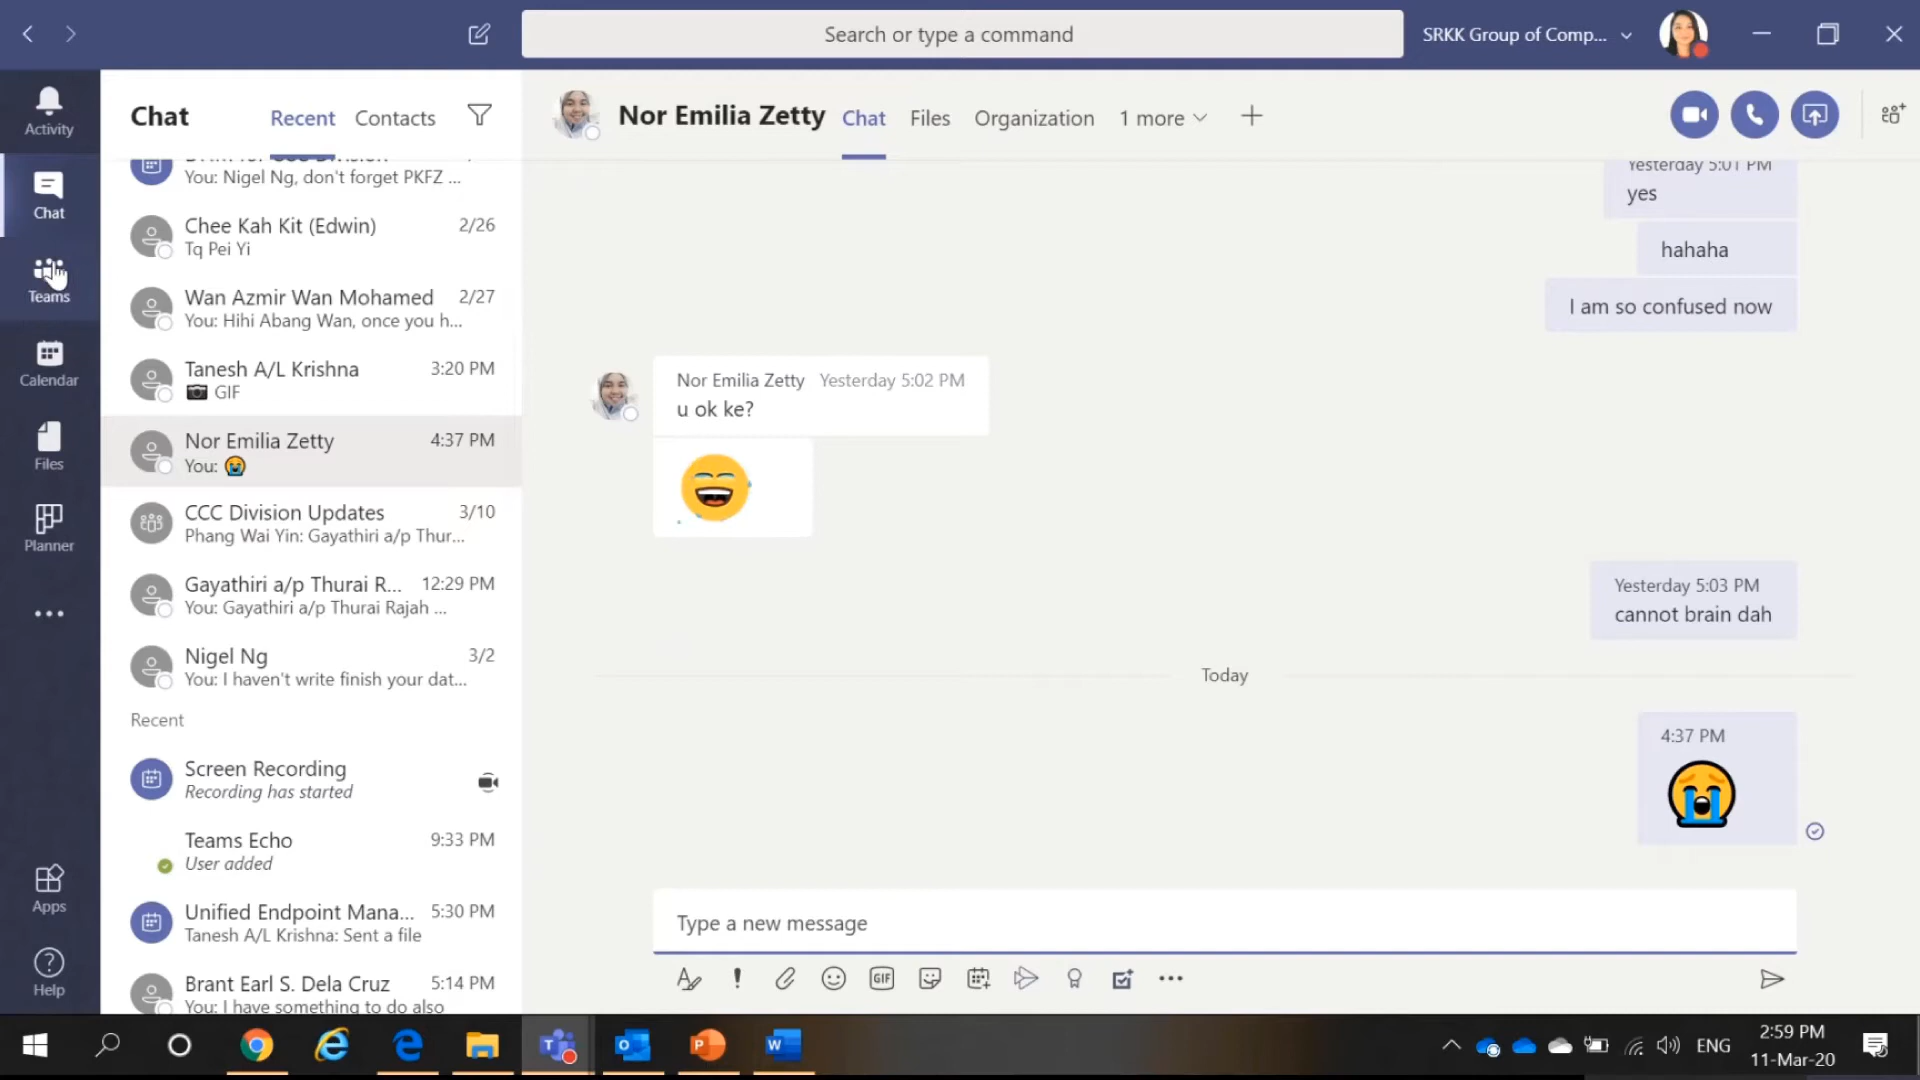 Search or type a command
SRKK Group of Comp...
Activity
Chat
Teams
Calendar
Files
Planner
Apps
Help
Chat
Recent
Contacts
You: Nigel Ng, don't forget PKFZ ...
Chee Kah Kit (Edwin) 2/26
Tq Pei Yi
Wan Azmir Wan Mohamed 2/27
You: Hihi Abang Wan, once you h...
Tanesh A/L Krishna 3:20 PM
GIF
Nor Emilia Zetty 4:37 PM
You:
CCC Division Updates 3/10
Phang Wai Yin: Gayathiri a/p Thur...
Gayathiri a/p Thurai R... 12:29 PM
You: Gayathiri a/p Thurai Rajah ...
Nigel Ng 3/2
You: I haven't write finish your dat...
Recent
Screen Recording
Recording has started
Teams Echo 9:33 PM
User added
Unified Endpoint Mana... 5:30 PM
Tanesh A/L Krishna: Sent a file
Brant Earl S. Dela Cruz 5:14 PM
You: I have something to do also
Nor Emilia Zetty Chat Files Organization 1 more
Yesterday 5:01 PM
yes
hahaha
I am so confused now
Nor Emilia Zetty Yesterday 5:02 PM
u ok ke?
Yesterday 5:03 PM
cannot brain dah
Today
4:37 PM
Type a new message
GIF
ENG
2:59 PM
11-Mar-20